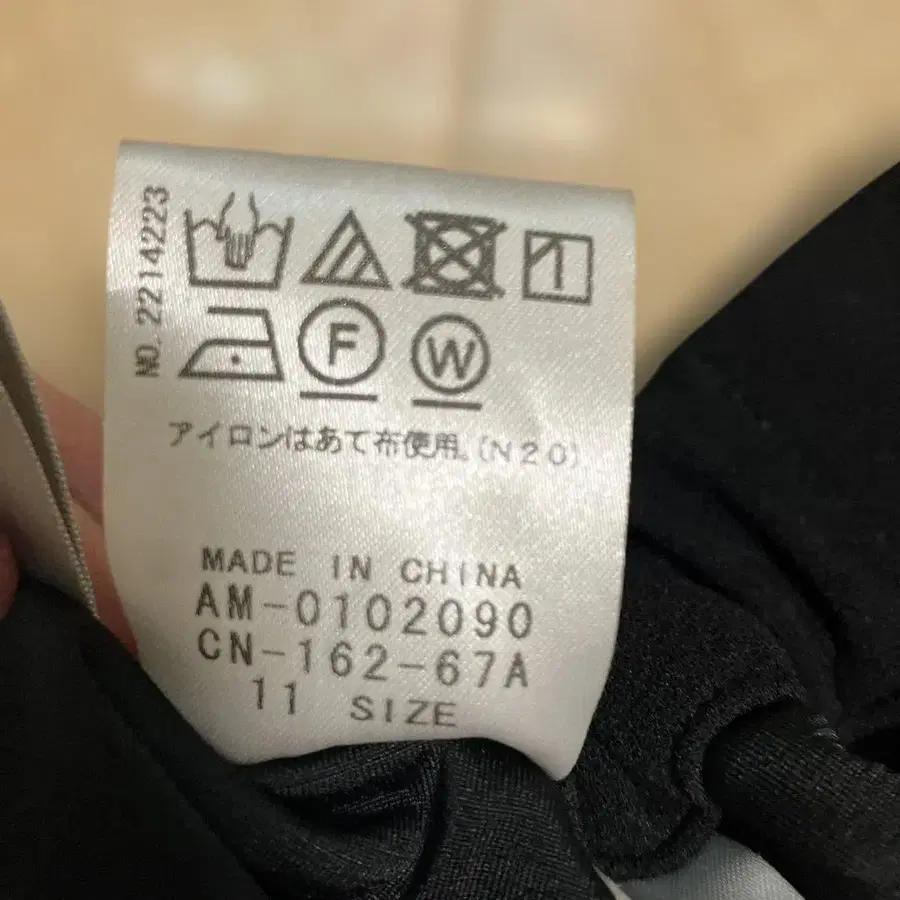 NO.2214223
F W
アイロンはあて布使用。(N20)
MADE IN CHINA
AM-0102090
CN-162-67A
11 SIZE